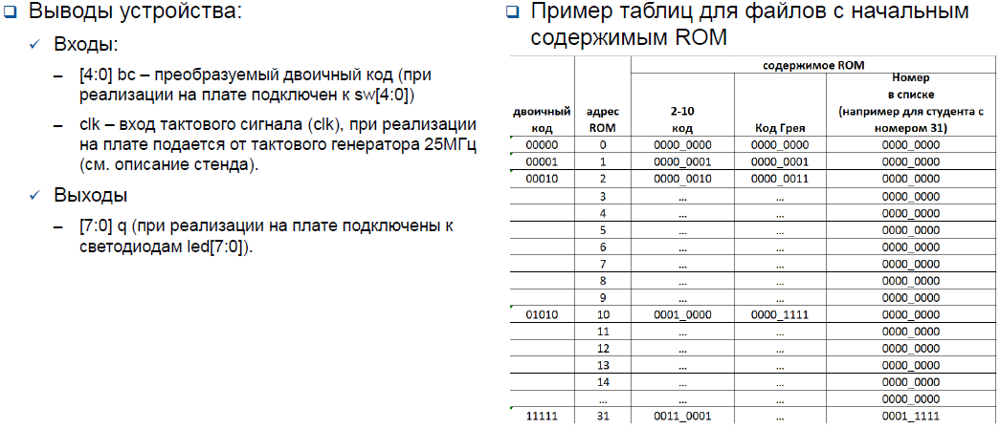 Выводы устройства:
Входы:
– [4:0] bc – преобразуемый двоичный код (при
реализации на плате подключен к sw[4:0])
– clk – вход тактового сигнала (clk), при реализации
на плате подается от тактового генератора 25МГц
(см. описание стенда).
Выходы
– [7:0] q (при реализации на плате подключены к
светодиодам led[7:0]).
Пример таблиц для файлов с начальным
содержимым ROM
содержимое ROM
двоичный
код
адрес
ROM
2-10
код
Код Грея
Номер
в списке
(например для студента с
номером 31)
00000 0 0000_0000 0000_0000 0000_0000
00001 1 0000_0001 0000_0001 0000_0000
00010 2 0000_0010 0000_0011 0000_0000
3 ... ... 0000_0000
4 ... ... 0000_0000
5 ... ... 0000_0000
6 ... ... 0000_0000
7 ... ... 0000_0000
8 ... ... 0000_0000
9 ... ... 0000_0000
01010 10 0001_0000 0000_1111 0000_0000
11 ... ... 0000_0000
12 ... ... 0000_0000
13 ... ... 0000_0000
14 ... ... 0000_0000
... ... ... 0000_0000
11111 31 0011_0001 ... 0001_1111